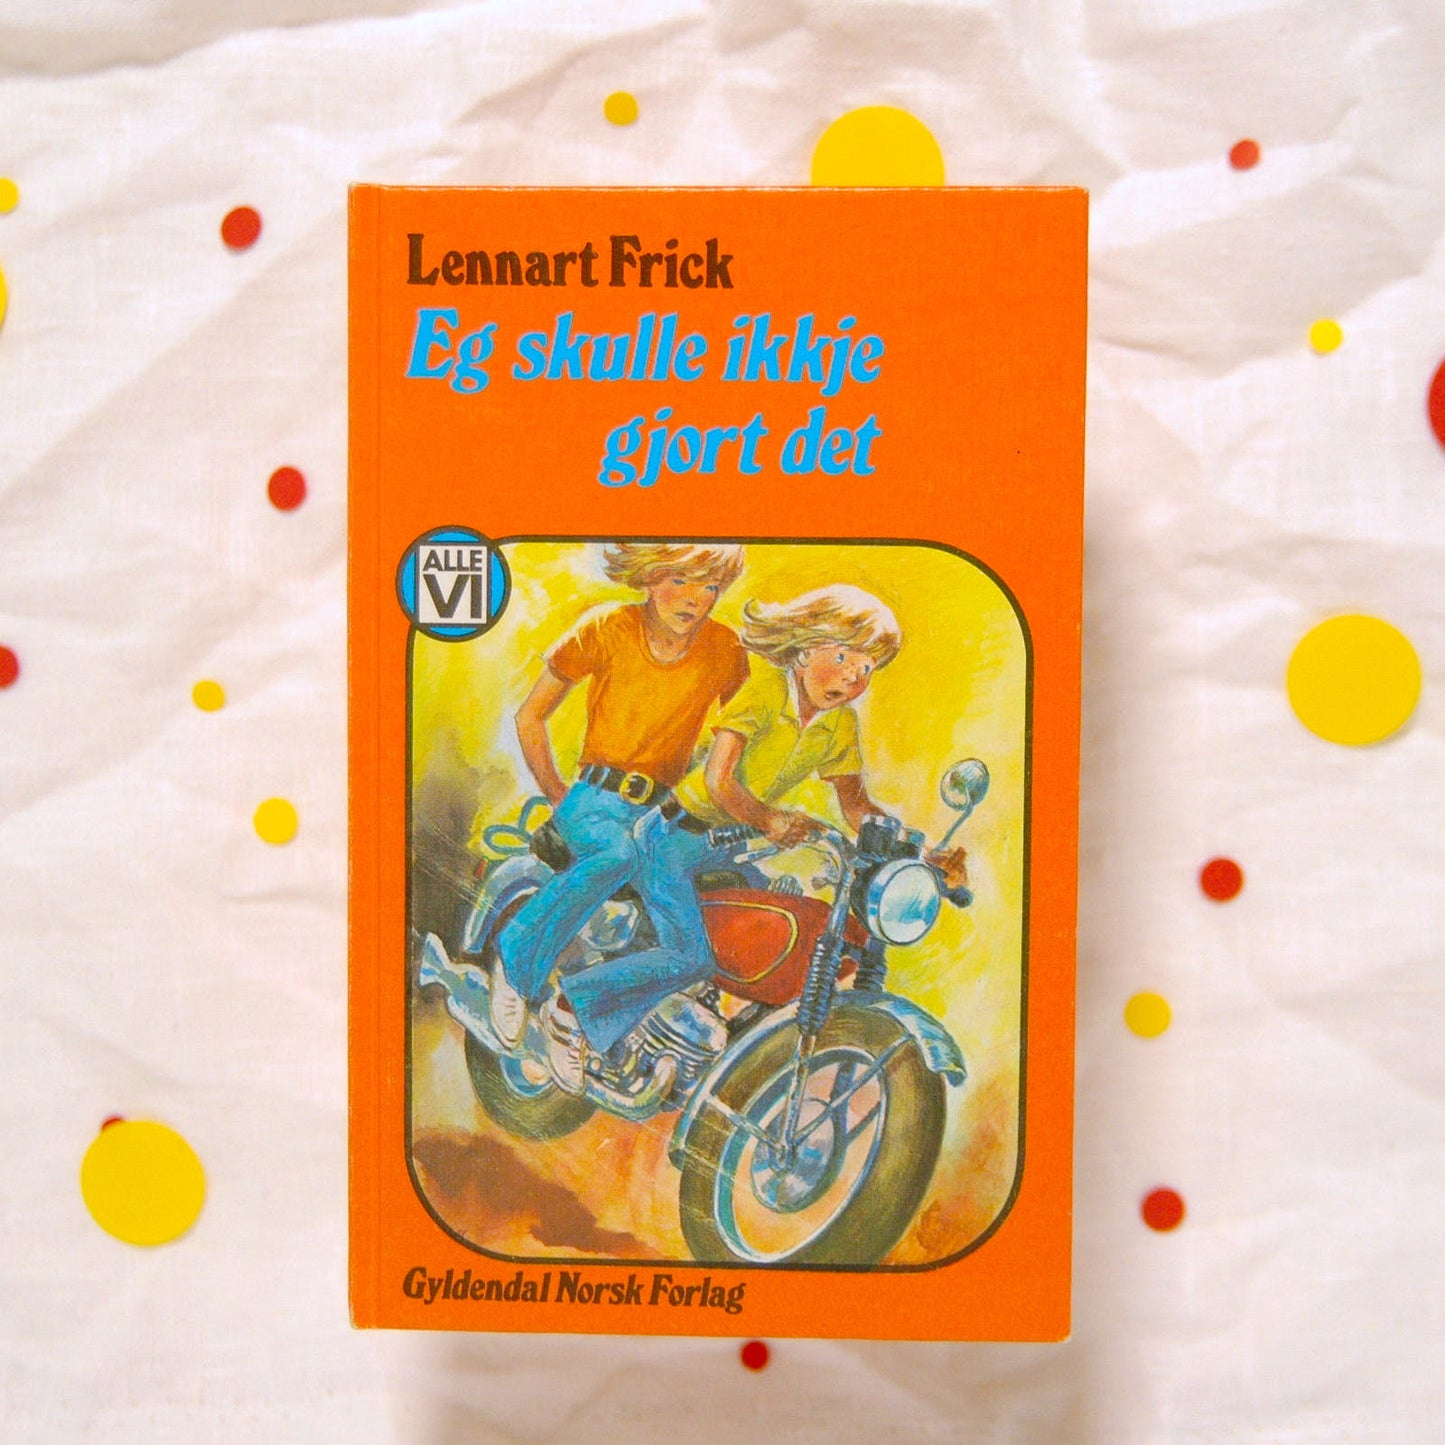 Lennart Frick
Eg skulle ikkje
gjort det
ALLE
VI
Gyldendal Norsk Forlag